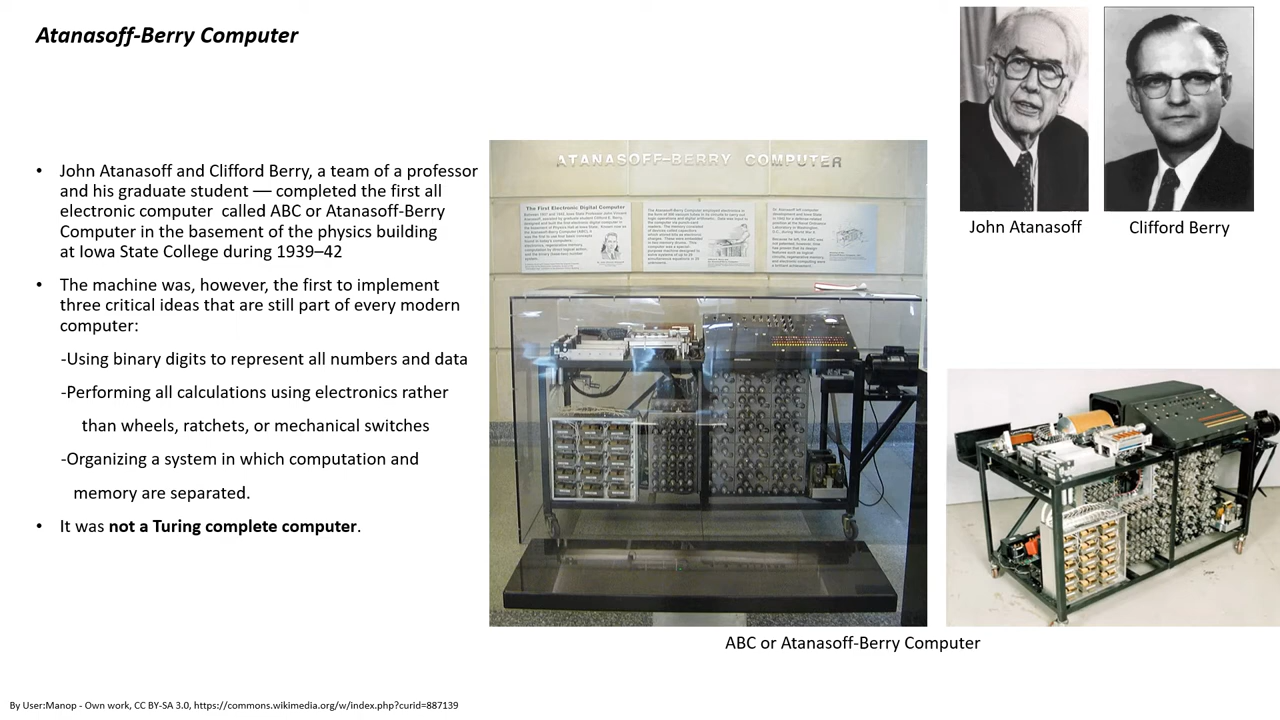 Atanasoff-Berry Computer
John Atanasoff
Clifford Berry
• John Atanasoff and Clifford Berry, a team of a professor
and his graduate student — completed the first all
electronic computer called ABC or Atanasoff-Berry
Computer in the basement of the physics building
at Iowa State College during 1939–42
• The machine was, however, the first to implement
three critical ideas that are still part of every modern
computer:
-Using binary digits to represent all numbers and data
-Performing all calculations using electronics rather
than wheels, ratchets, or mechanical switches
-Organizing a system in which computation and
memory are separated.
• It was not a Turing complete computer.
ATANASOFF-BERRY COMPUTER
The First Electronic Digital Computer
ABC or Atanasoff-Berry Computer
By User:Manop - Own work, CC BY-SA 3.0, https://commons.wikimedia.org/w/index.php?curid=887139